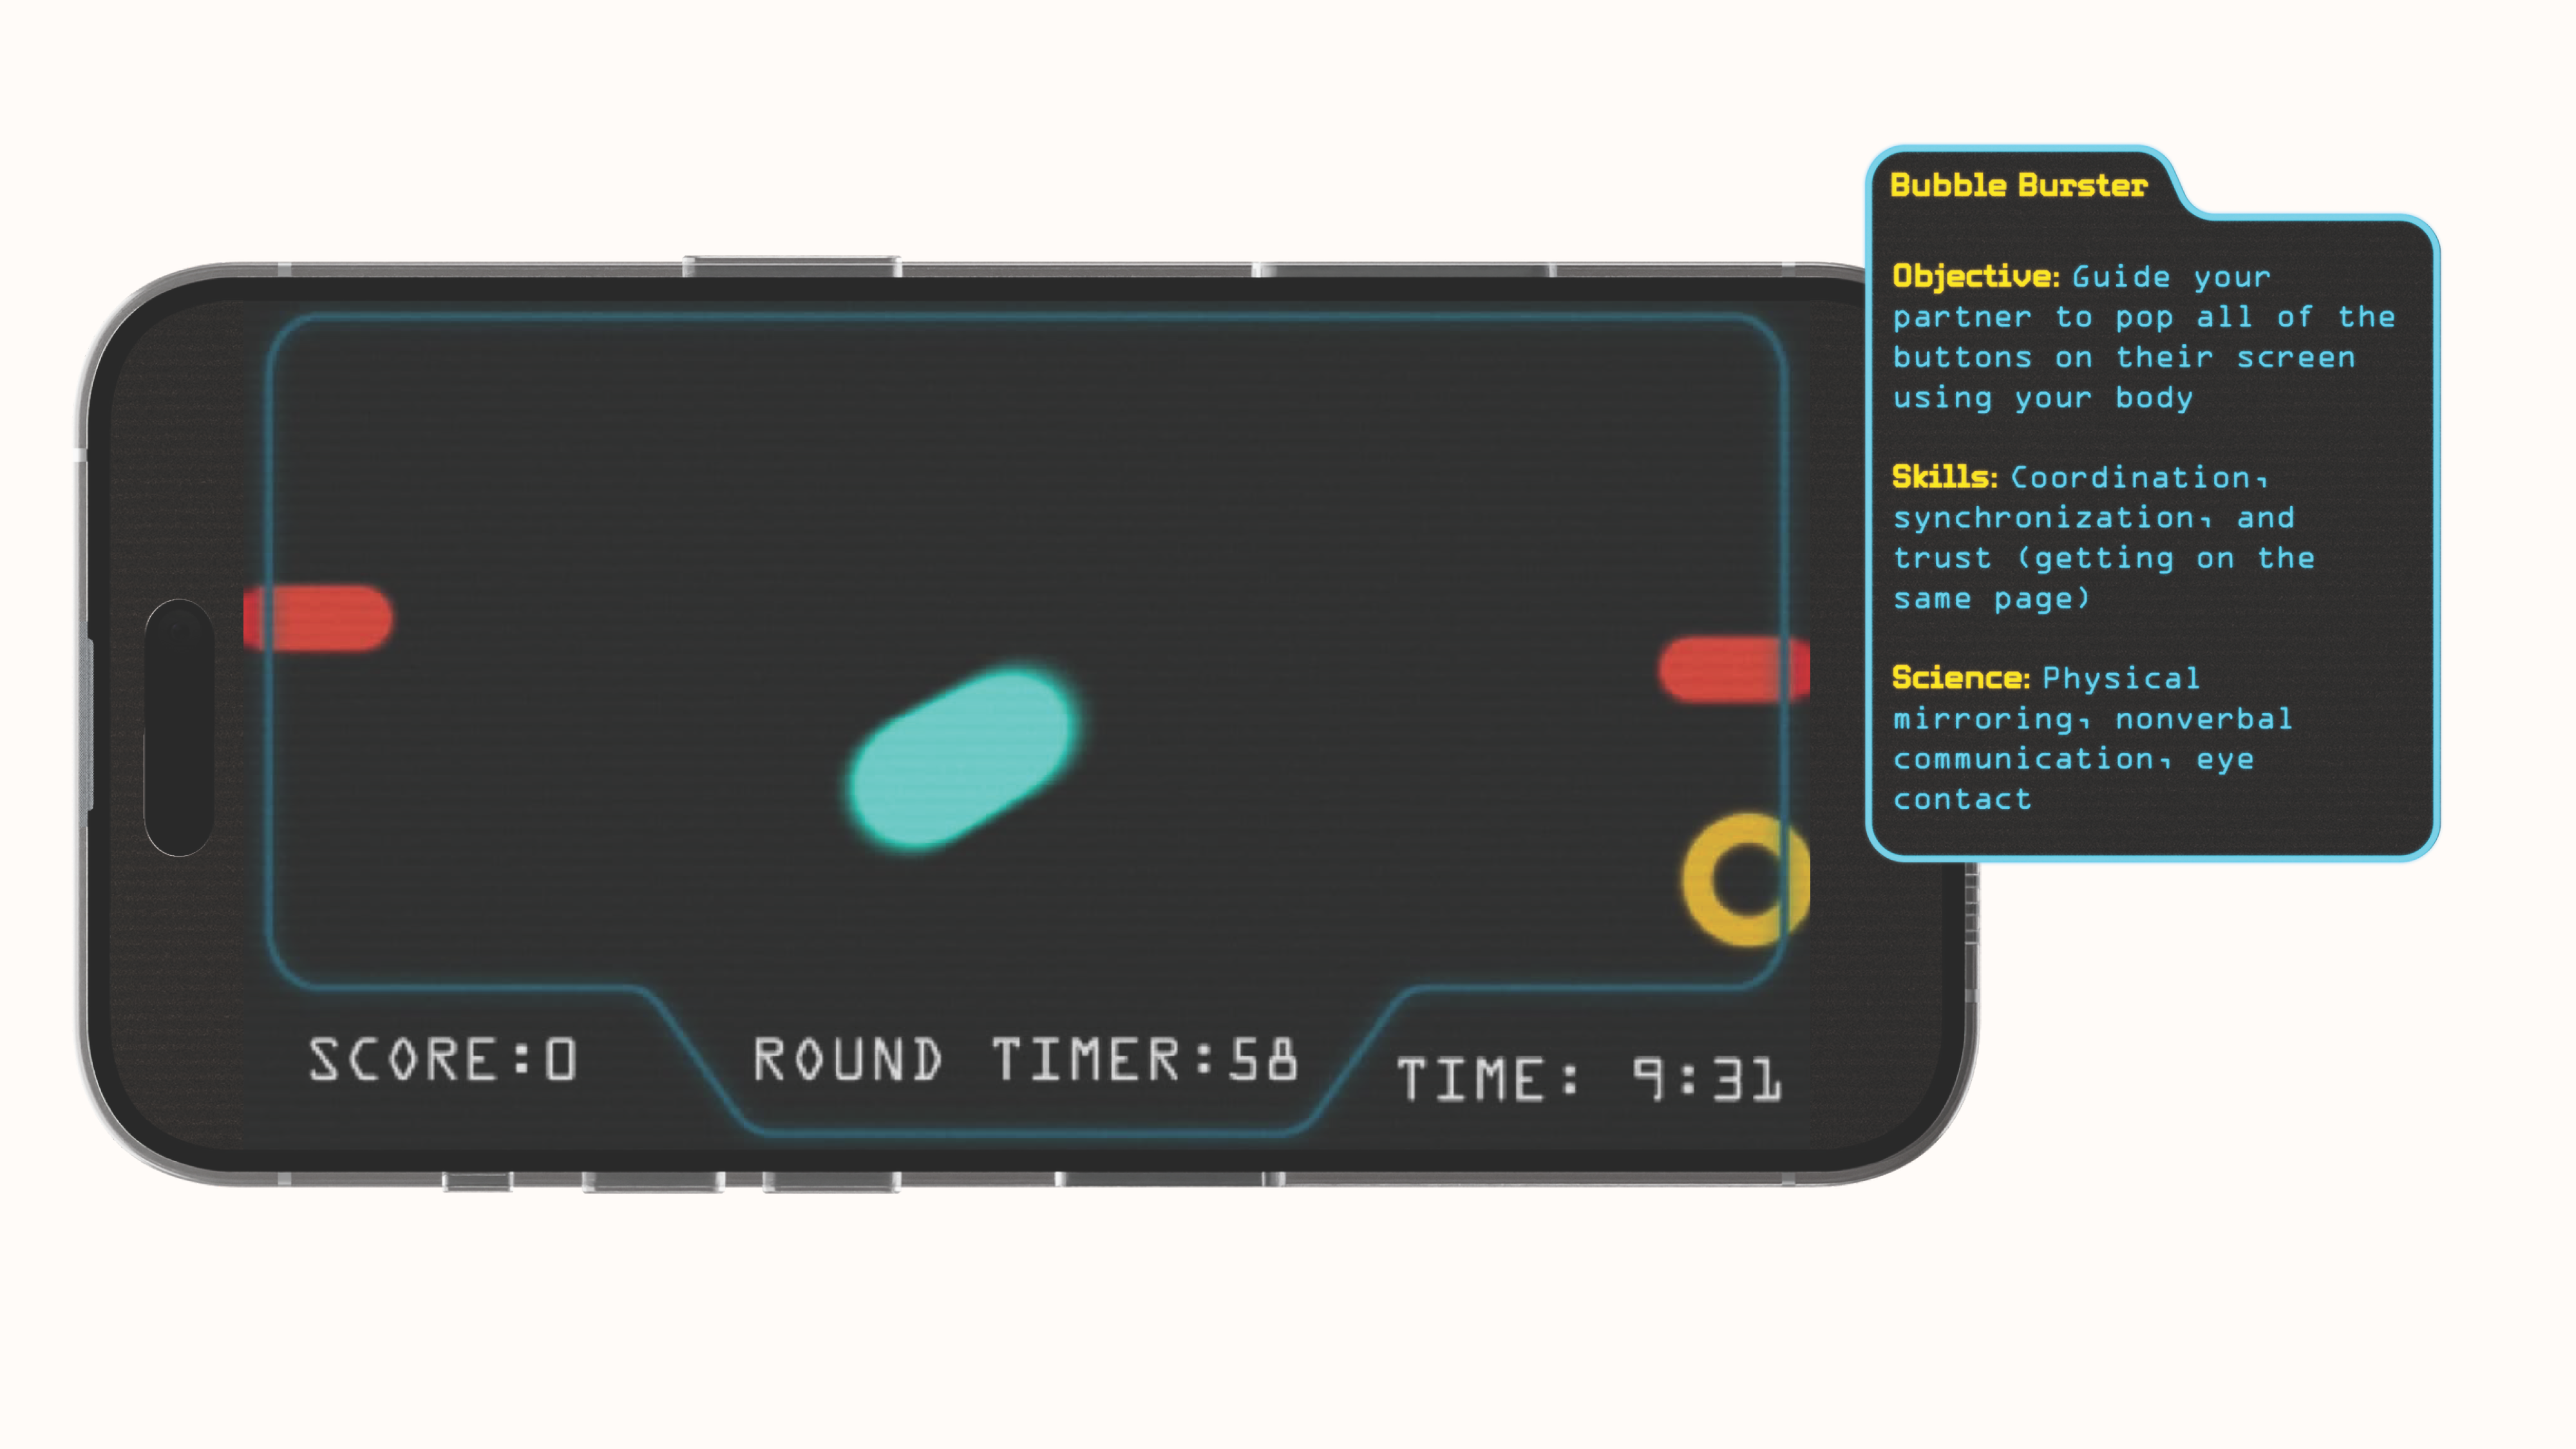 Bubble Burster
Objective: Guide your
partner to pop all of the
buttons on their screen
using your body
Skills: Coordination,
synchronization, and
trust (getting on the
same page)
Science: Physical
mirroring, nonverbal
communication, eye
contact
SCORE:0
ROUND TIMER:58
TIME: 9:31